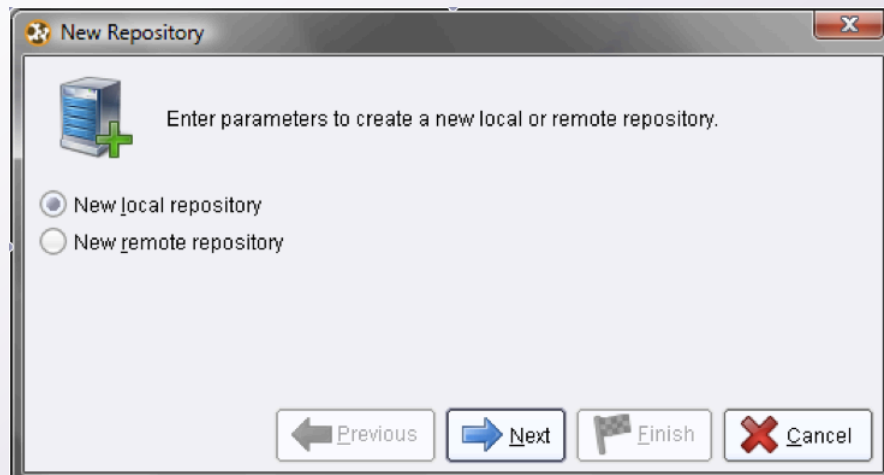 New Repository
Enter parameters to create a new local or remote repository.
New local repository
New remote repository
Previous
Next
Finish
Cancel